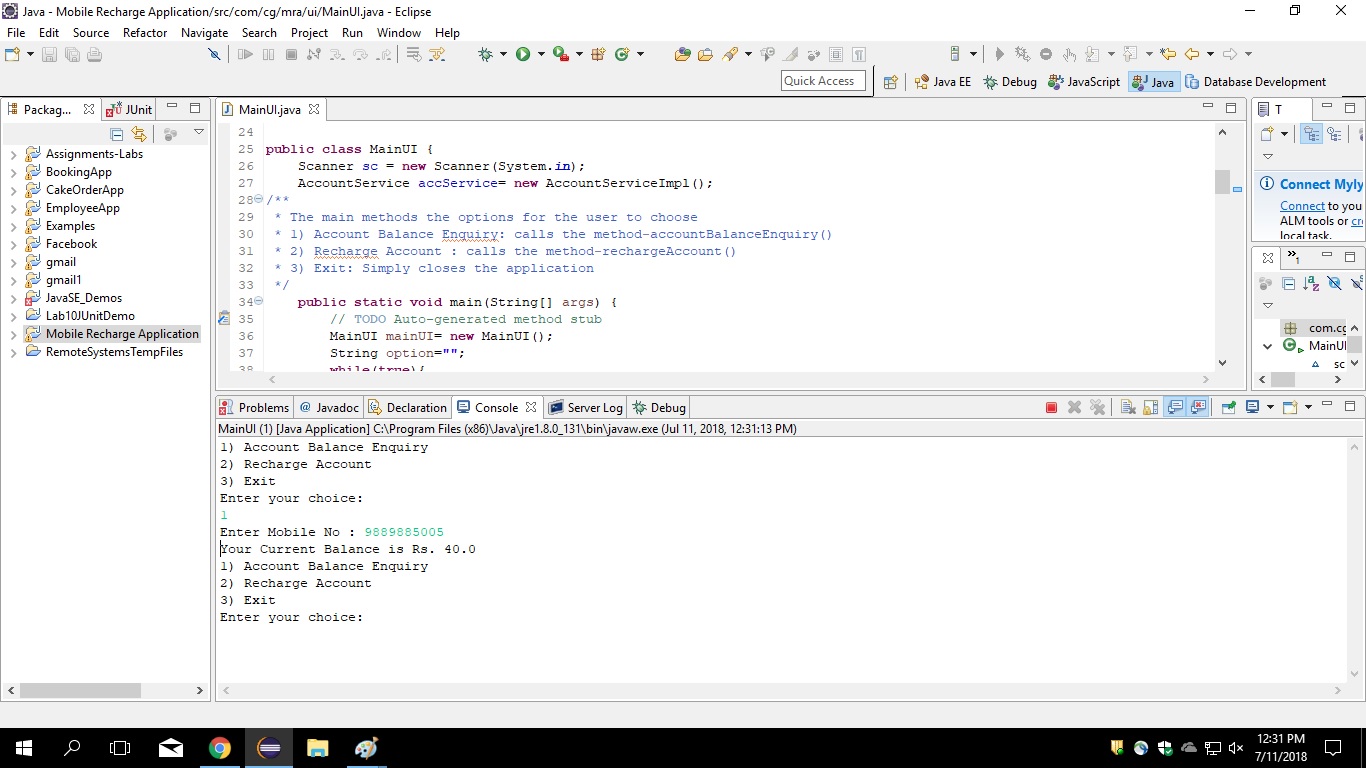 Java - Mobile Recharge Application/src/com/cg/mra/ui/MainUI.java - Eclipse
File Edit Source Refactor Navigate Search Project Run Window Help
Quick Access
Java EE Debug JavaScript Java Database Development
Packag... JUnit
Assignments-Labs
BookingApp
CakeOrderApp
EmployeeApp
Examples
Facebook
gmail
gmail1
JavaSE_Demos
Lab10JUnitDemo
Mobile Recharge Application
RemoteSystemsTempFiles
MainUI.java
24
25 public class MainUI {
26 Scanner sc = new Scanner(System.in);
27 AccountService accService= new AccountServiceImpl();
28 /**
29 * The main methods the options for the user to choose
30 * 1) Account Balance Enquiry: calls the method-accountBalanceEnquiry()
31 * 2) Recharge Account : calls the method-rechargeAccount()
32 * 3) Exit: Simply closes the application
33 */
34 public static void main(String[] args) {
35 // TODO Auto-generated method stub
36 MainUI mainUI= new MainUI();
37 String option="";
38 while(true){
T
Connect Myly
Connect to you
ALM tools or cr
local task.
1
com.cg
MainUI
sc
Problems @ Javadoc Declaration Console Server Log Debug
MainUI (1) [Java Application] C:\Program Files (x86)\Java\jre1.8.0_131\bin\javaw.exe (Jul 11, 2018, 12:31:13 PM)
1) Account Balance Enquiry
2) Recharge Account
3) Exit
Enter your choice:
1
Enter Mobile No : 9889885005
Your Current Balance is Rs. 40.0
1) Account Balance Enquiry
2) Recharge Account
3) Exit
Enter your choice:
12:31 PM
7/11/2018